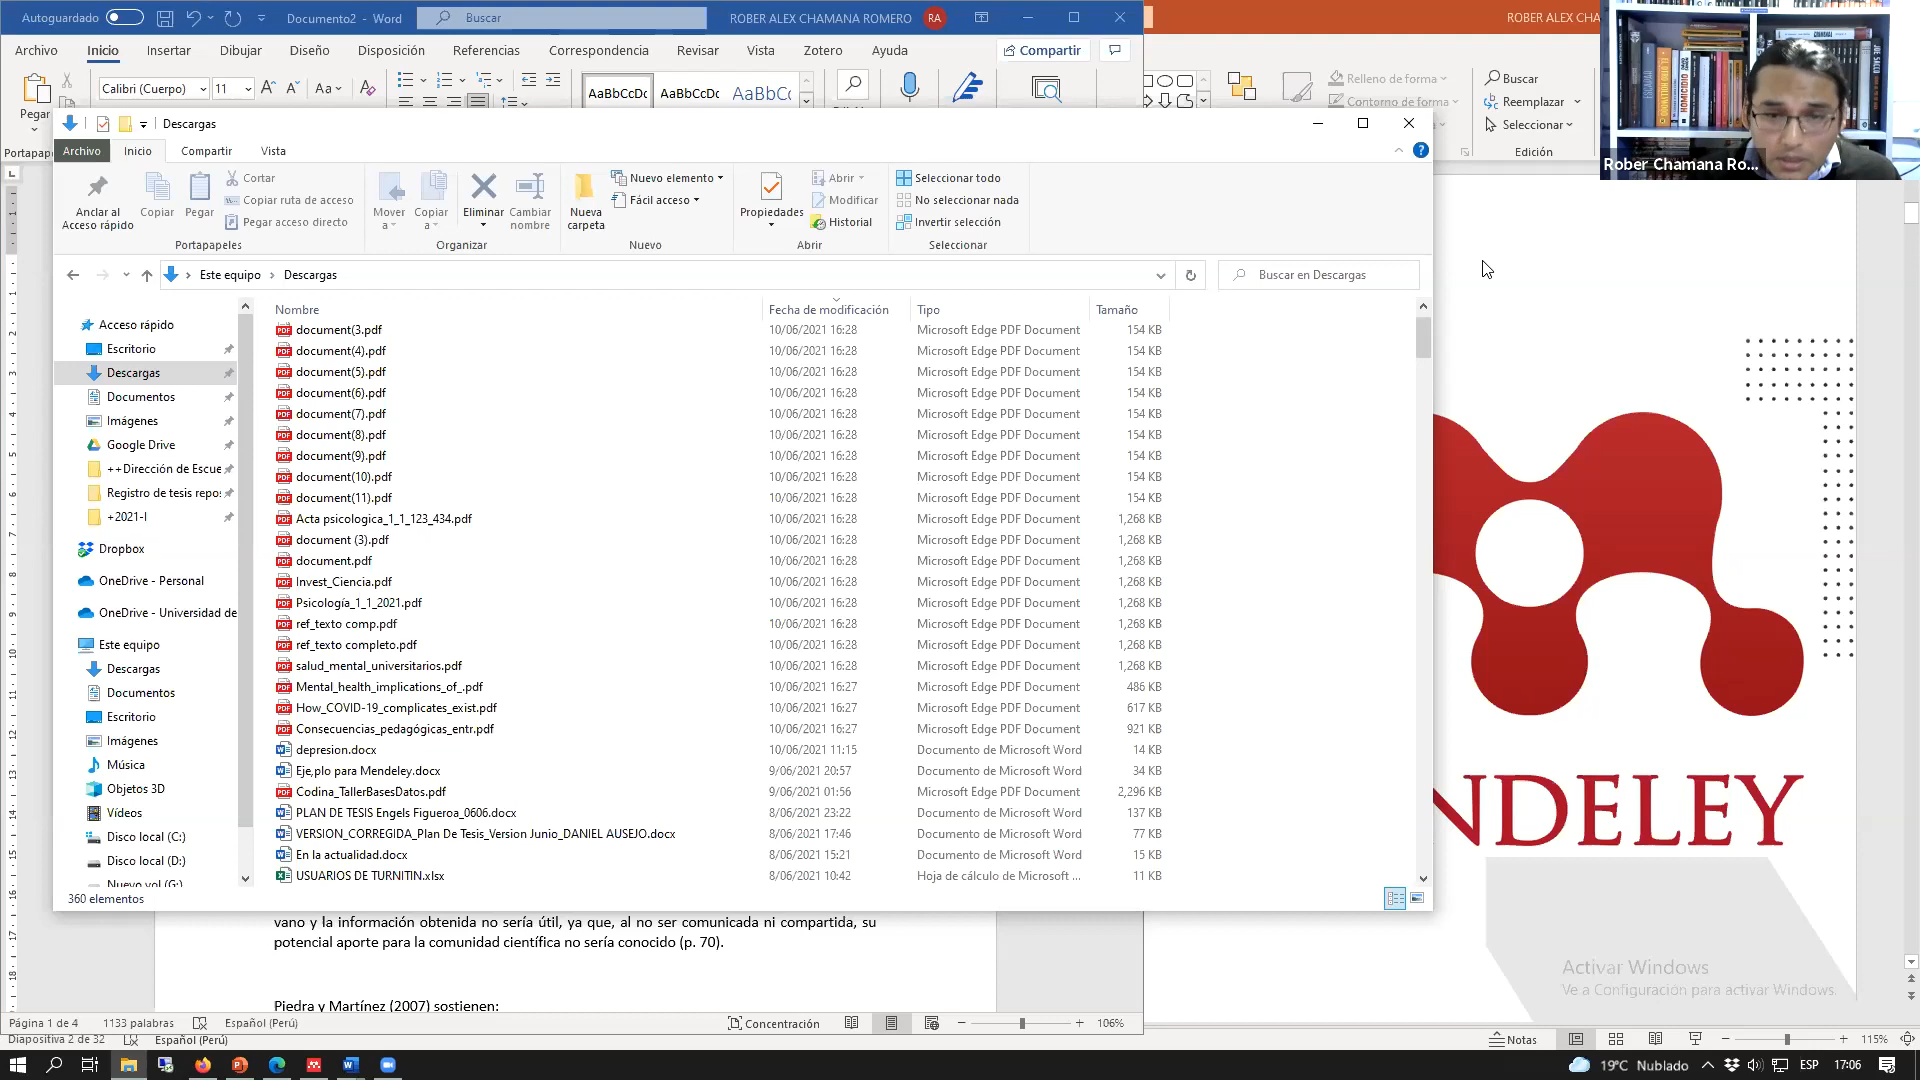 Autoguardado
Documento2 - Word
Buscar
ROBER ALEX CHAMANA ROMERO
RA
ROBER ALEX CHA
Archivo
Inicio
Insertar
Dibujar
Diseño
Disposición
Referencias
Correspondencia
Revisar
Vista
Zotero
Ayuda
Compartir
Pegar
Calibri (Cuerpo)
11
Aa
AaBbCcDc
AaBbCcDc
AaBbC
Relleno de forma
Contorno de forma
Buscar
Reemplazar
Seleccionar
Edición
Rober Chamana Ro...
Portapap
Descargas
Archivo
Inicio
Compartir
Vista
Anclar al
Acceso rápido
Copiar
Pegar
Cortar
Copiar ruta de acceso
Pegar acceso directo
Portapapeles
Mover
a
Copiar
a
Eliminar
Cambiar
nombre
Organizar
Nueva
carpeta
Nuevo elemento
Fácil acceso
Nuevo
Propiedades
Abrir
Modificar
Historial
Abrir
Seleccionar todo
No seleccionar nada
Invertir selección
Seleccionar
Este equipo
Descargas
Buscar en Descargas
Acceso rápido
Escritorio
Descargas
Documentos
Imágenes
Google Drive
++Dirección de Escue
Registro de tesis repo:
+2021-I
Dropbox
OneDrive - Personal
OneDrive - Universidad de
Este equipo
Descargas
Documentos
Escritorio
Imágenes
Música
Objetos 3D
Vídeos
Disco local (C:)
Disco local (D:)
Nuevo vol (G:)
Nombre Fecha de modificación Tipo Tamaño
document(3.pdf 10/06/2021 16:28 Microsoft Edge PDF Document 154 KB
document(4).pdf 10/06/2021 16:28 Microsoft Edge PDF Document 154 KB
document(5).pdf 10/06/2021 16:28 Microsoft Edge PDF Document 154 KB
document(6).pdf 10/06/2021 16:28 Microsoft Edge PDF Document 154 KB
document(7).pdf 10/06/2021 16:28 Microsoft Edge PDF Document 154 KB
document(8).pdf 10/06/2021 16:28 Microsoft Edge PDF Document 154 KB
document(9).pdf 10/06/2021 16:28 Microsoft Edge PDF Document 154 KB
document(10).pdf 10/06/2021 16:28 Microsoft Edge PDF Document 154 KB
document(11).pdf 10/06/2021 16:28 Microsoft Edge PDF Document 154 KB
Acta psicologica_1_1_123_434.pdf 10/06/2021 16:28 Microsoft Edge PDF Document 1,268 KB
document (3).pdf 10/06/2021 16:28 Microsoft Edge PDF Document 1,268 KB
document.pdf 10/06/2021 16:28 Microsoft Edge PDF Document 1,268 KB
Invest_Ciencia.pdf 10/06/2021 16:28 Microsoft Edge PDF Document 1,268 KB
Psicología_1_1_2021.pdf 10/06/2021 16:28 Microsoft Edge PDF Document 1,268 KB
ref_texto comp.pdf 10/06/2021 16:28 Microsoft Edge PDF Document 1,268 KB
ref_texto completo.pdf 10/06/2021 16:28 Microsoft Edge PDF Document 1,268 KB
salud_mental_universitarios.pdf 10/06/2021 16:28 Microsoft Edge PDF Document 1,268 KB
Mental_health_implications_of_.pdf 10/06/2021 16:27 Microsoft Edge PDF Document 486 KB
How_COVID-19_complicates_exist.pdf 10/06/2021 16:27 Microsoft Edge PDF Document 617 KB
Consecuencias_pedagógicas_entr.pdf 10/06/2021 16:27 Microsoft Edge PDF Document 921 KB
depresion.docx 10/06/2021 11:15 Documento de Microsoft Word 14 KB
Eje,plo para Mendeley.docx 9/06/2021 20:57 Documento de Microsoft Word 34 KB
Codina_TallerBasesDatos.pdf 9/06/2021 01:56 Microsoft Edge PDF Document 2,296 KB
PLAN DE TESIS Engels Figueroa_0606.docx 8/06/2021 23:22 Documento de Microsoft Word 137 KB
VERSION_CORREGIDA_Plan De Tesis_Version Junio_DANIEL AUSEJO.docx 8/06/2021 17:46 Documento de Microsoft Word 77 KB
En la actualidad.docx 8/06/2021 15:21 Documento de Microsoft Word 15 KB
USUARIOS DE TURNITIN.xlsx 8/06/2021 10:42 Hoja de cálculo de Microsoft ... 11 KB
360 elementos
NDELEY
vano y la información obtenida no sería útil, ya que, al no ser comunicada ni compartida, su
potencial aporte para la comunidad científica no sería conocido (p. 70).
Piedra y Martínez (2007) sostienen:
Activar Windows
Ve a Configuración para activar Windows.
Página 1 de 4
1133 palabras
Español (Perú)
Concentración
106%
Diapositiva 2 de 32
Español (Perú)
Notas
115%
19°C Nublado
ESP
17:06